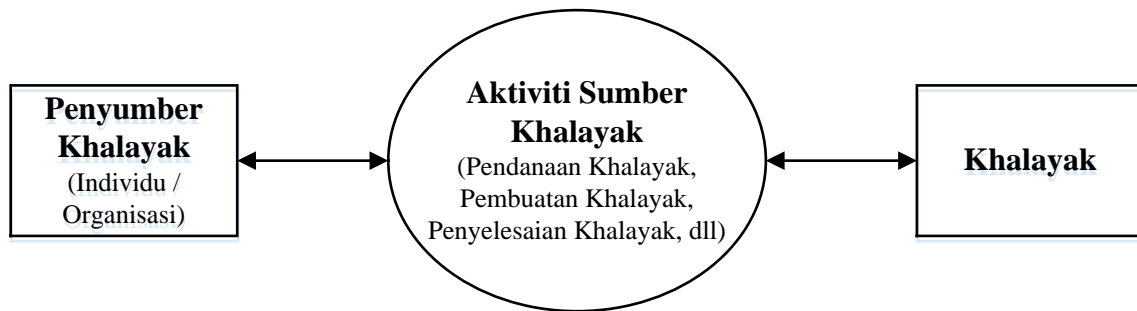 Penyumber
Khalayak
(Individu /
Organisasi)
Aktiviti Sumber
Khalayak
(Pendanaan Khalayak,
Pembuatan Khalayak,
Penyelesaian Khalayak, dll)
Khalayak